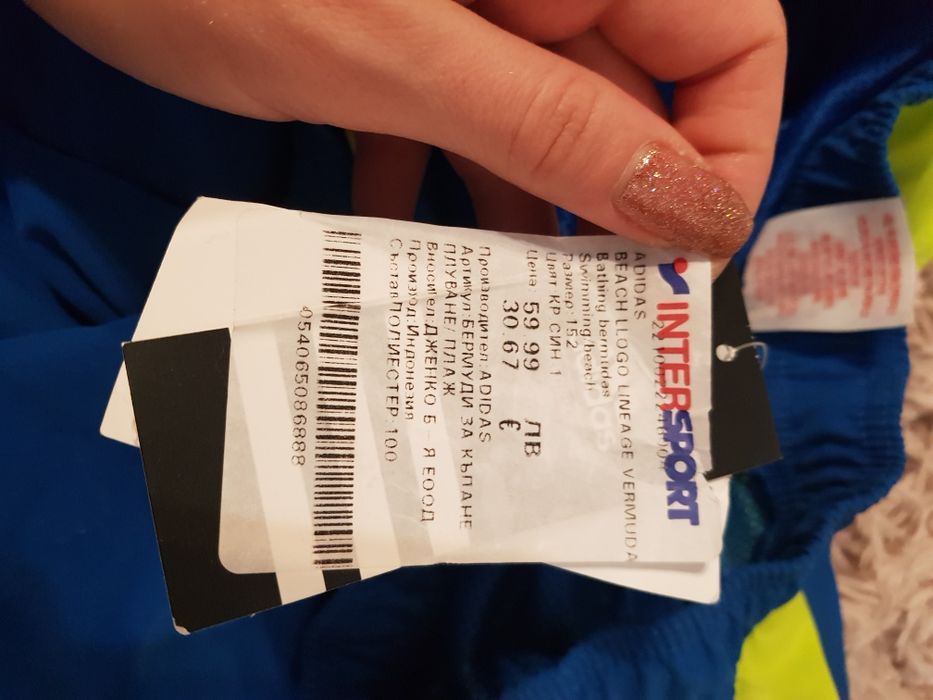 INTERSPORT
ADIDAS
BEACH LLOGO LINEAGE VERMUDA
Bathing bermudas
Swimming/beach
Размер: 152
Цвят КР СИН 1
Цена: 59.99 ЛВ
30.67 €
Производител:ADIDAS
Артикул:БЕРМУДИ ЗА КЪПАНЕ
ПЛУВАНЕ/ПЛАЖ
Вносител:ДЖЕНКО Б - Я ЕООД
Произход:Индонезия
Състав:ПОЛИЕСТЕР:100
4054065086888